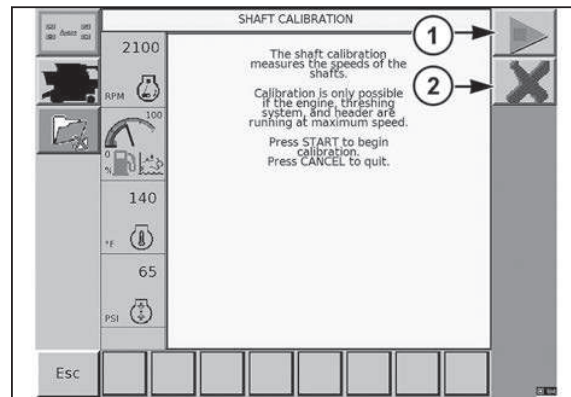 SHAFT CALIBRATION
1
2
2100
RPM
100
0
%
140
°F
65
PSI
The shaft calibration
measures the speeds of the
shafts.
Calibration is only possible
if the engine, threshing
system, and header are
running at maximum speed.
Press START to begin
calibration.
Press CANCEL to quit.
Esc